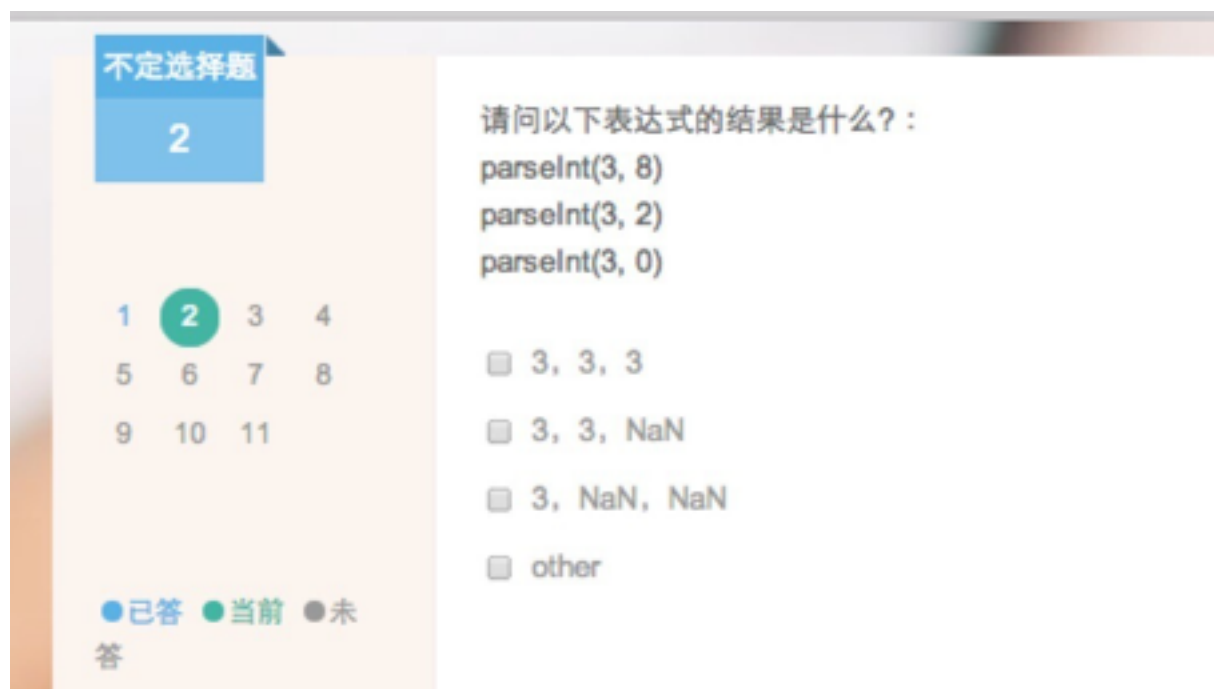 不定选择题
2
请问以下表达式的结果是什么?：
parseInt(3, 8)
parseInt(3, 2)
parseInt(3, 0)
1 2 3 4
5 6 7 8
9 10 11
3，3，3
3，3，NaN
3，NaN，NaN
other
已答 当前 未
答